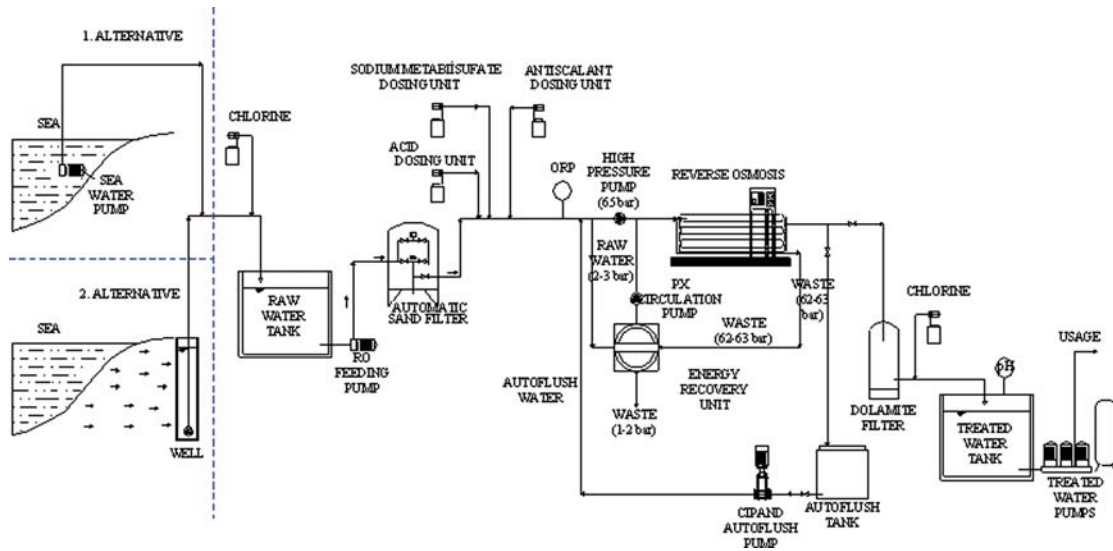 1. ALTERNATIVE
SEA
SEA
WATER
PUMP
2. ALTERNATIVE
SEA
WELL
CHLORINE
RAW
WATER
TANK
RO
FEEDING
PUMP
AUTOMATIC
SAND FILTER
SODIUM METABİİSUFATE
DOSING UNIT
ACID
DOSING UNIT
ANTISCALANT
DOSING UNIT
ORP
HIGH
PRESSURE
PUMP
(65 bar)
REVERSE OSMOSIS
RAW
WATER
(2-3 bar)
PX
CIRCULATION
PUMP
WASTE
(62-63
bar)
WASTE
(62-63 bar)
ENERGY
RECOVERY
UNIT
WASTE
(1-2 bar)
AUTOFLUSH
WATER
CIPAND
AUTOFLUSH
PUMP
AUTOFLUSH
TANK
DOLAMITE
FILTER
CHLORINE
pH
TREATED
WATER
TANK
USAGE
TREATED
WATER
PUMPS